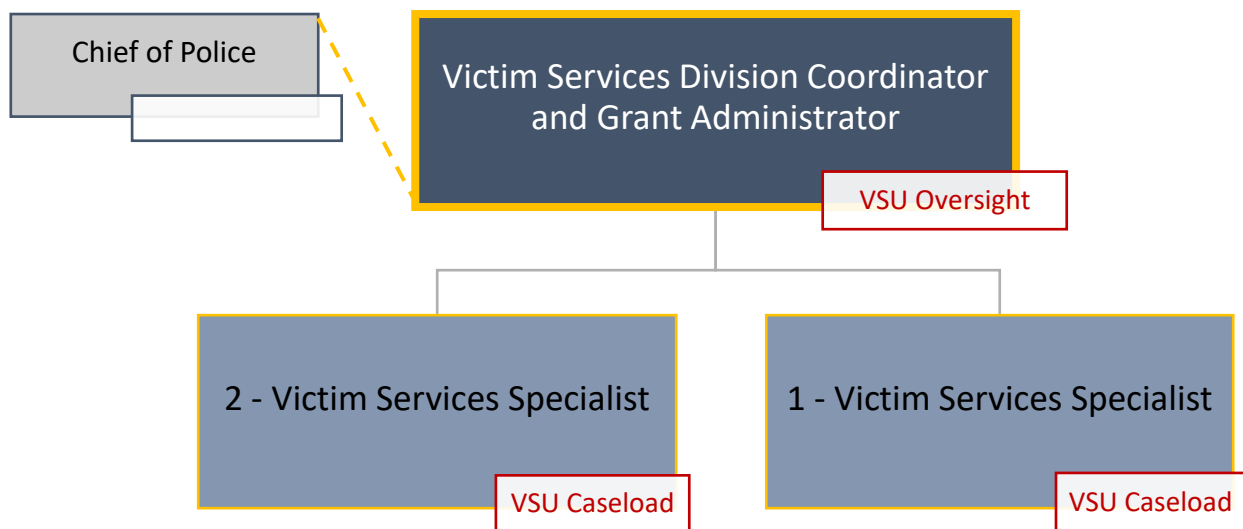 Chief of Police
Victim Services Division Coordinator
and Grant Administrator
VSU Oversight
2 - Victim Services Specialist
VSU Caseload
1 - Victim Services Specialist
VSU Caseload